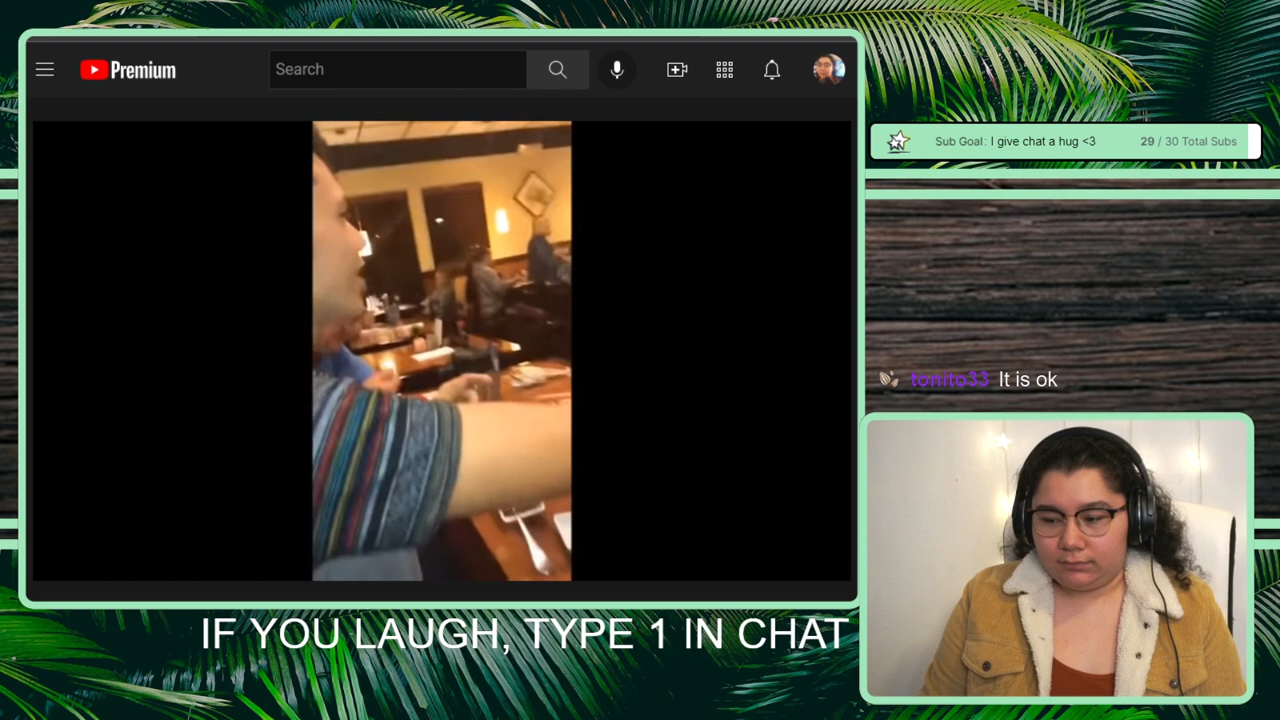 Premium
Search
Sub Goal: I give chat a hug <3 29 / 30 Total Subs
tonito33 It is ok
IF YOU LAUGH, TYPE 1 IN CHAT